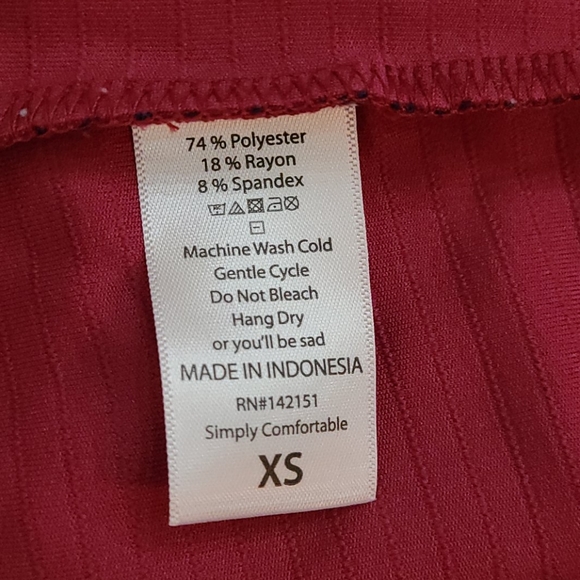 74 % Polyester
18 % Rayon
8 % Spandex
Machine Wash Cold
Gentle Cycle
Do Not Bleach
Hang Dry
or you'll be sad
MADE IN INDONESIA
RN#142151
Simply Comfortable
XS